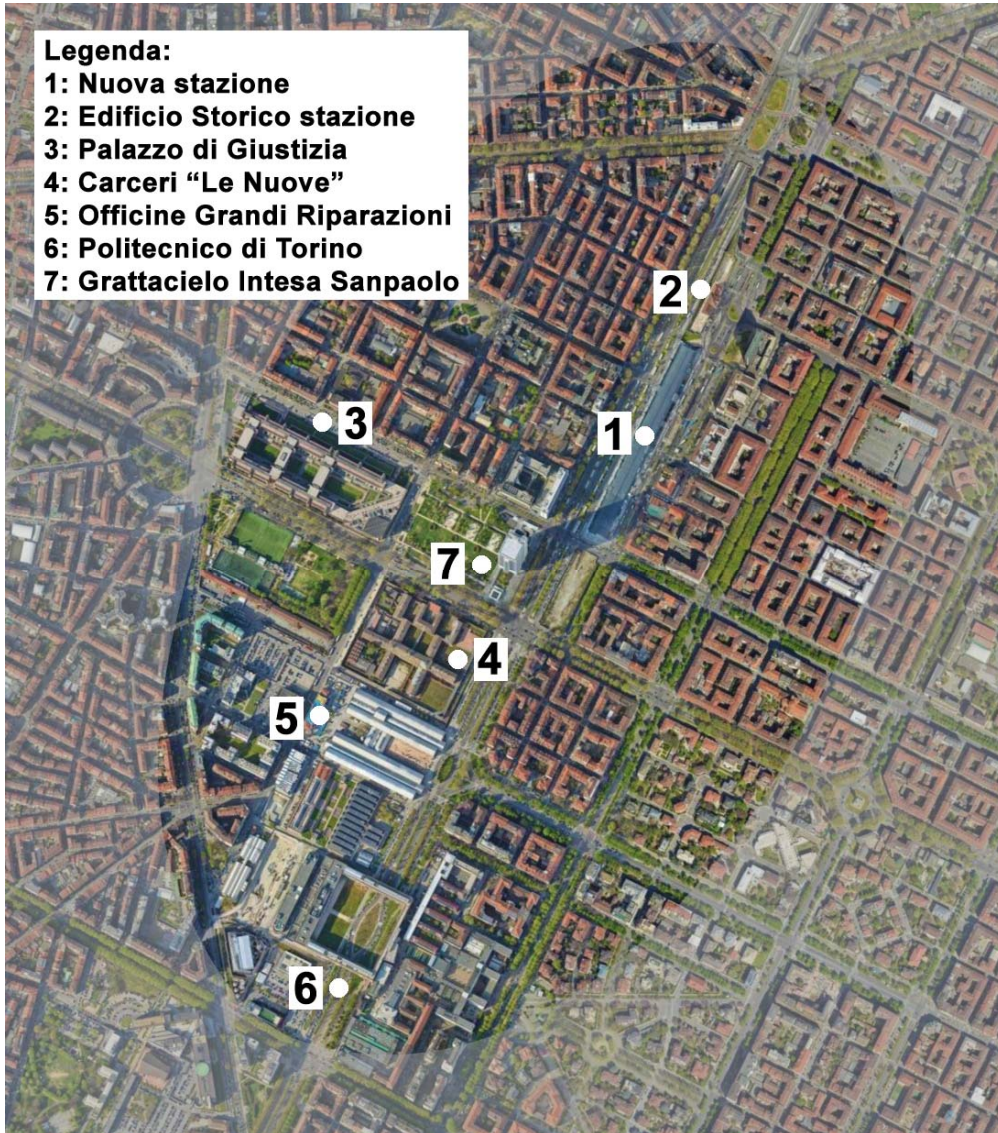 Legenda:
1: Nuova stazione
2: Edificio Storico stazione
3: Palazzo di Giustizia
4: Carceri “Le Nuove”
5: Officine Grandi Riparazioni
6: Politecnico di Torino
7: Grattacielo Intesa Sanpaolo
2
3
1
7
4
5
6